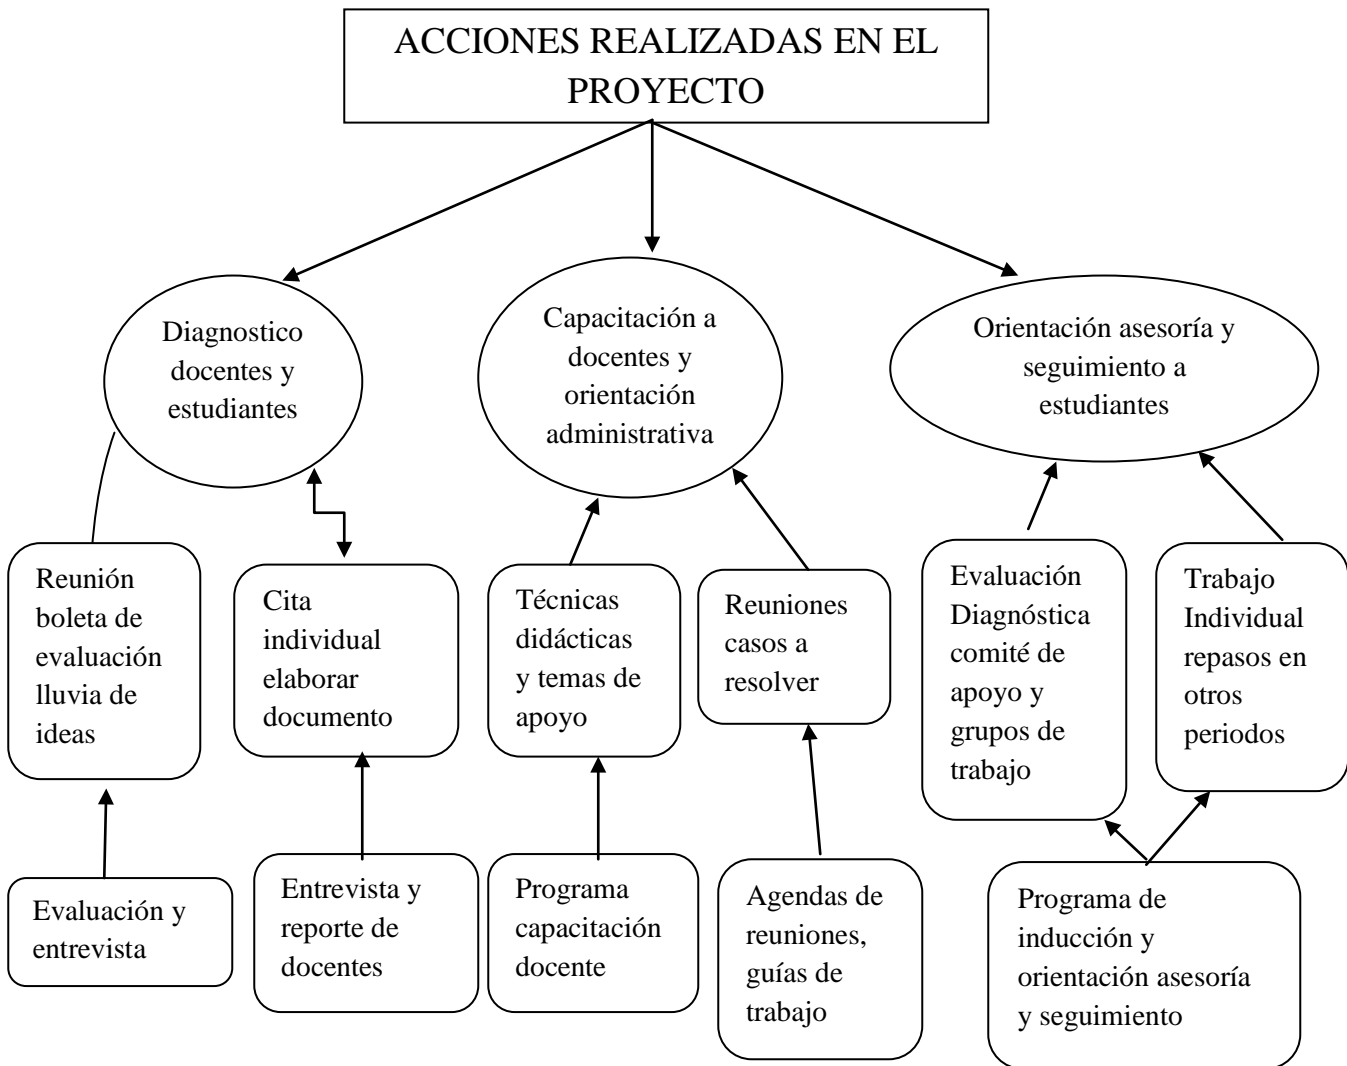 ACCIONES REALIZADAS EN EL
PROYECTO
Diagnostico
docentes y
estudiantes
Capacitación a
docentes y
orientación
administrativa
Orientación asesoría y
seguimiento a
estudiantes
Reunión
boleta de
evaluación
lluvia de
ideas
Cita
individual
elaborar
documento
Técnicas
didácticas
y temas de
apoyo
Reuniones
casos a
resolver
Evaluación
Diagnóstica
comité de
apoyo y
grupos de
trabajo
Trabajo
Individual
repasos en
otros
periodos
Evaluación y
entrevista
Entrevista y
reporte de
docentes
Programa
capacitación
docente
Agendas de
reuniones,
guías de
trabajo
Programa de
inducción y
orientación asesoría
y seguimiento